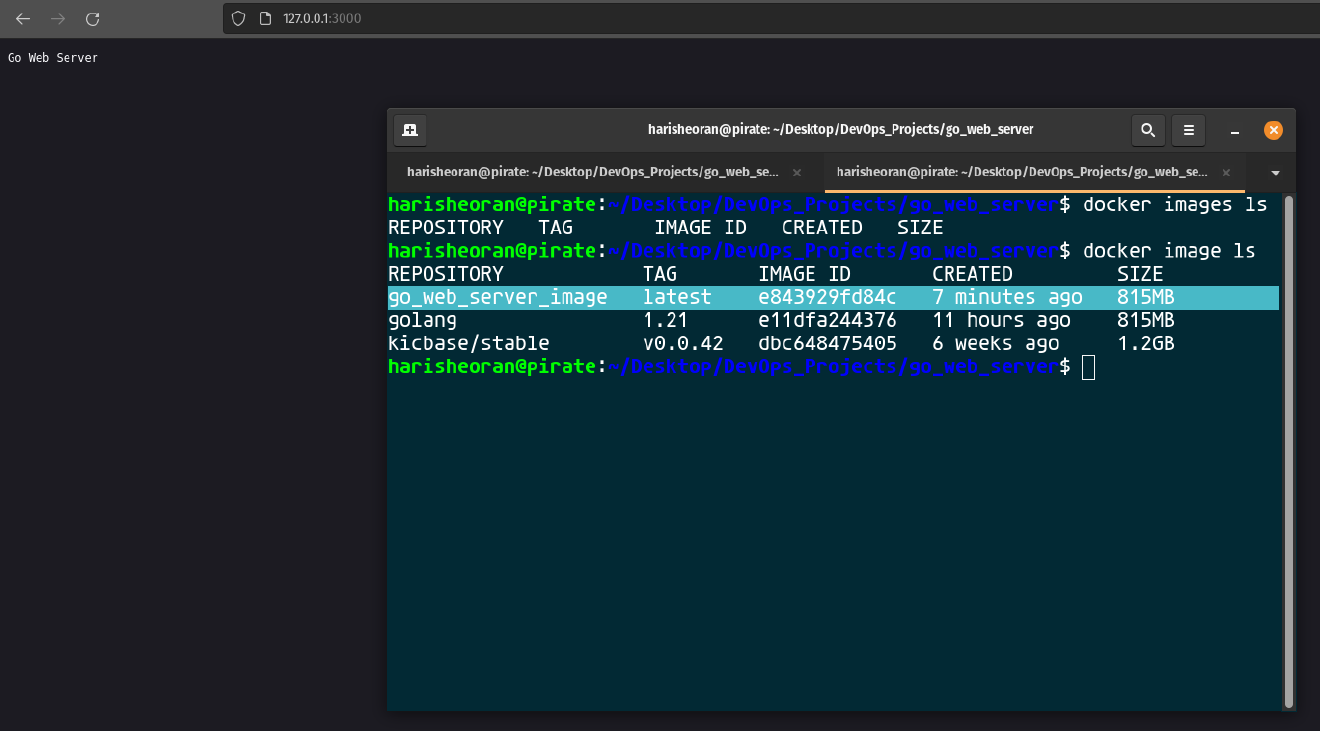 127.0.0.1:3000
Go Web Server
harisheoran@pirate: ~/Desktop/DevOps_Projects/go_web_server
harisheoran@pirate: ~/Desktop/DevOps_Projects/go_web_se... harisheoran@pirate: ~/Desktop/DevOps_Projects/go_web_se...
harisheoran@pirate:~/Desktop/DevOps_Projects/go_web_server$ docker images ls
REPOSITORY TAG IMAGE ID CREATED SIZE
harisheoran@pirate:~/Desktop/DevOps_Projects/go_web_server$ docker image ls
REPOSITORY TAG IMAGE ID CREATED SIZE
go_web_server_image latest e843929fd84c 7 minutes ago 815MB
golang 1.21 e11dfa244376 11 hours ago 815MB
kicbase/stable v0.0.42 dbc648475405 6 weeks ago 1.2GB
harisheoran@pirate:~/Desktop/DevOps_Projects/go_web_server$